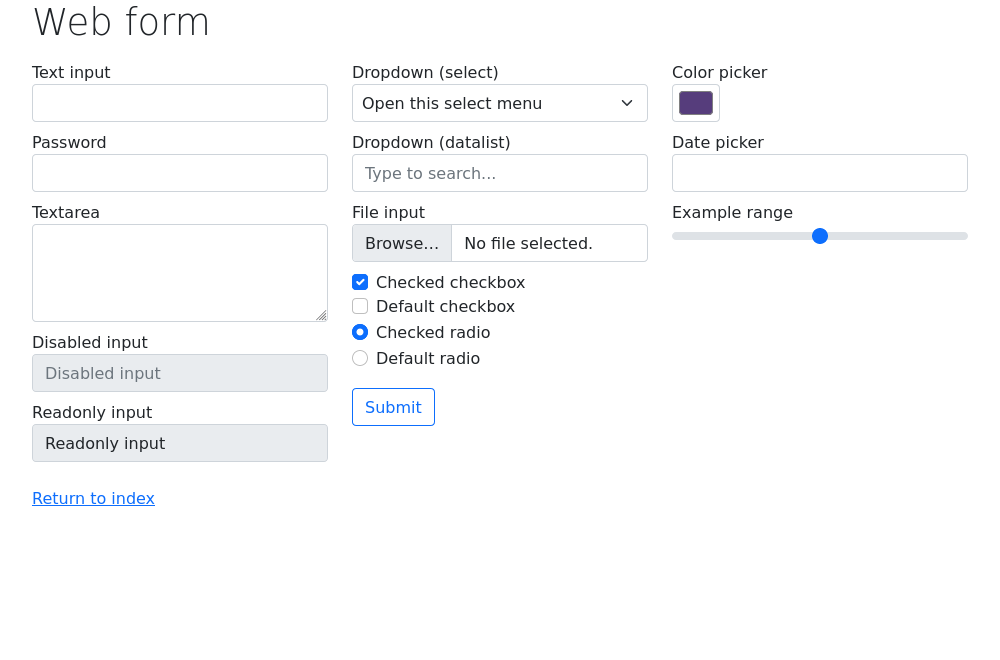 Web form
Text input
Password
Textarea
Disabled input
Disabled input
Readonly input
Readonly input
Return to index
Dropdown (select)
Open this select menu
Dropdown (datalist)
Type to search...
File input
Browse... No file selected.
Checked checkbox
Default checkbox
Checked radio
Default radio
Submit
Color picker
Date picker
Example range